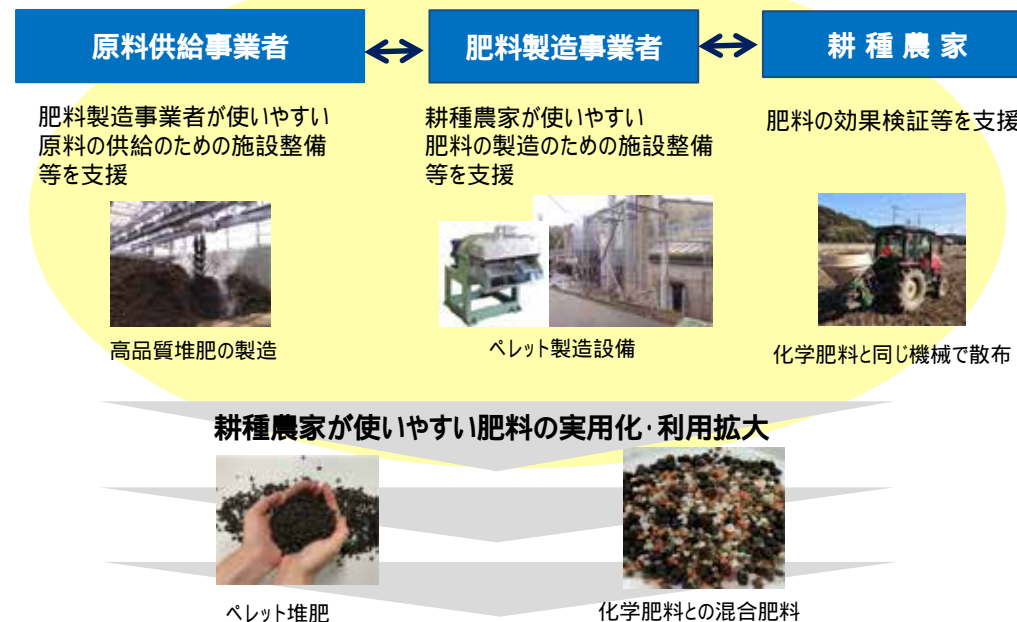 原料供給事業者
肥料製造事業者
耕種農家
肥料製造事業者が使いやすい
原料の供給のための施設整備
等を支援
耕種農家が使いやすい
肥料の製造のための施設整備
等を支援
肥料の効果検証等を支援
高品質堆肥の製造
ペレット製造設備
化学肥料と同じ機械で散布
耕種農家が使いやすい肥料の実用化・利用拡大
ペレット堆肥
化学肥料との混合肥料